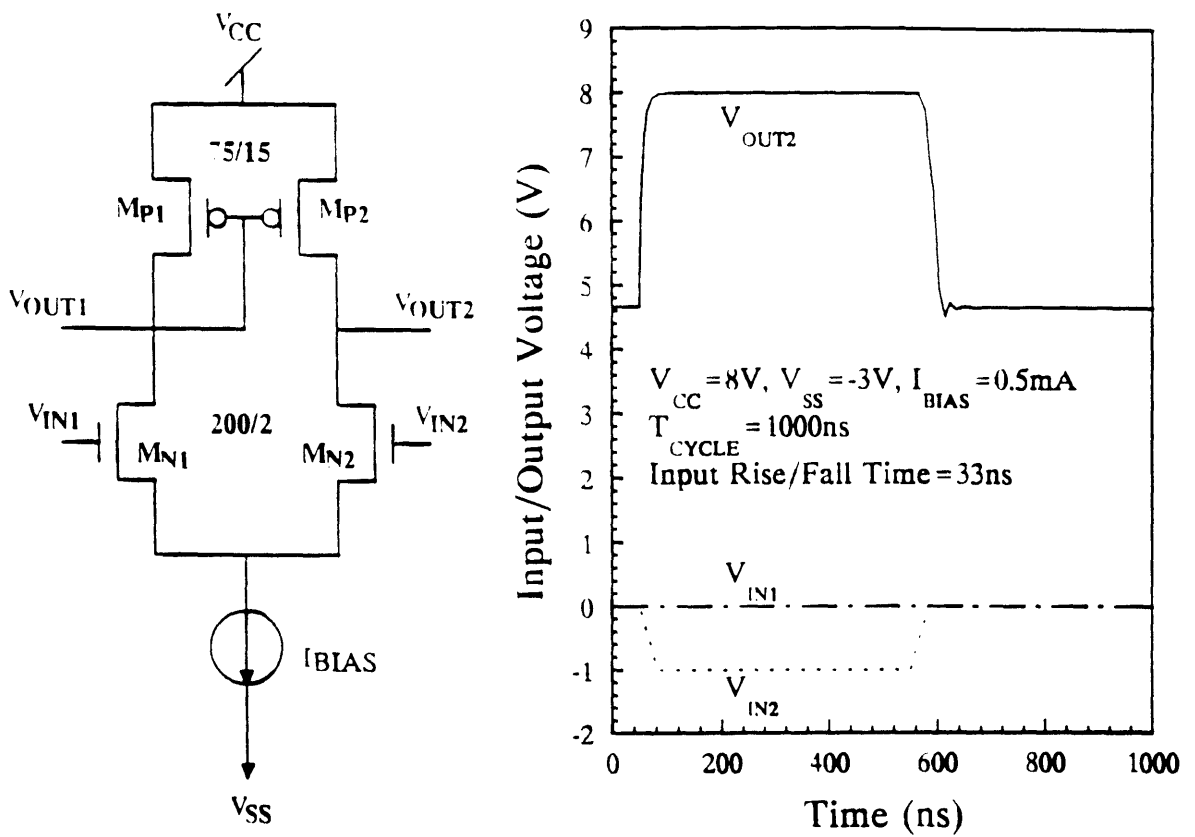 VCC
75/15
MP1
MP2
VOUT1
VOUT2
VIN1
200/2
VIN2
MN1
MN2
IBIAS
VSS
Input/Output Voltage (V)
9
8
7
6
5
4
3
2
1
0
-1
-2
VOUT2
VCC=8V, VSS=-3V, IBIAS=0.5mA
TCYCLE=1000ns
Input Rise/Fall Time=33ns
VIN1
VIN2
0 200 400 600 800 1000
Time (ns)